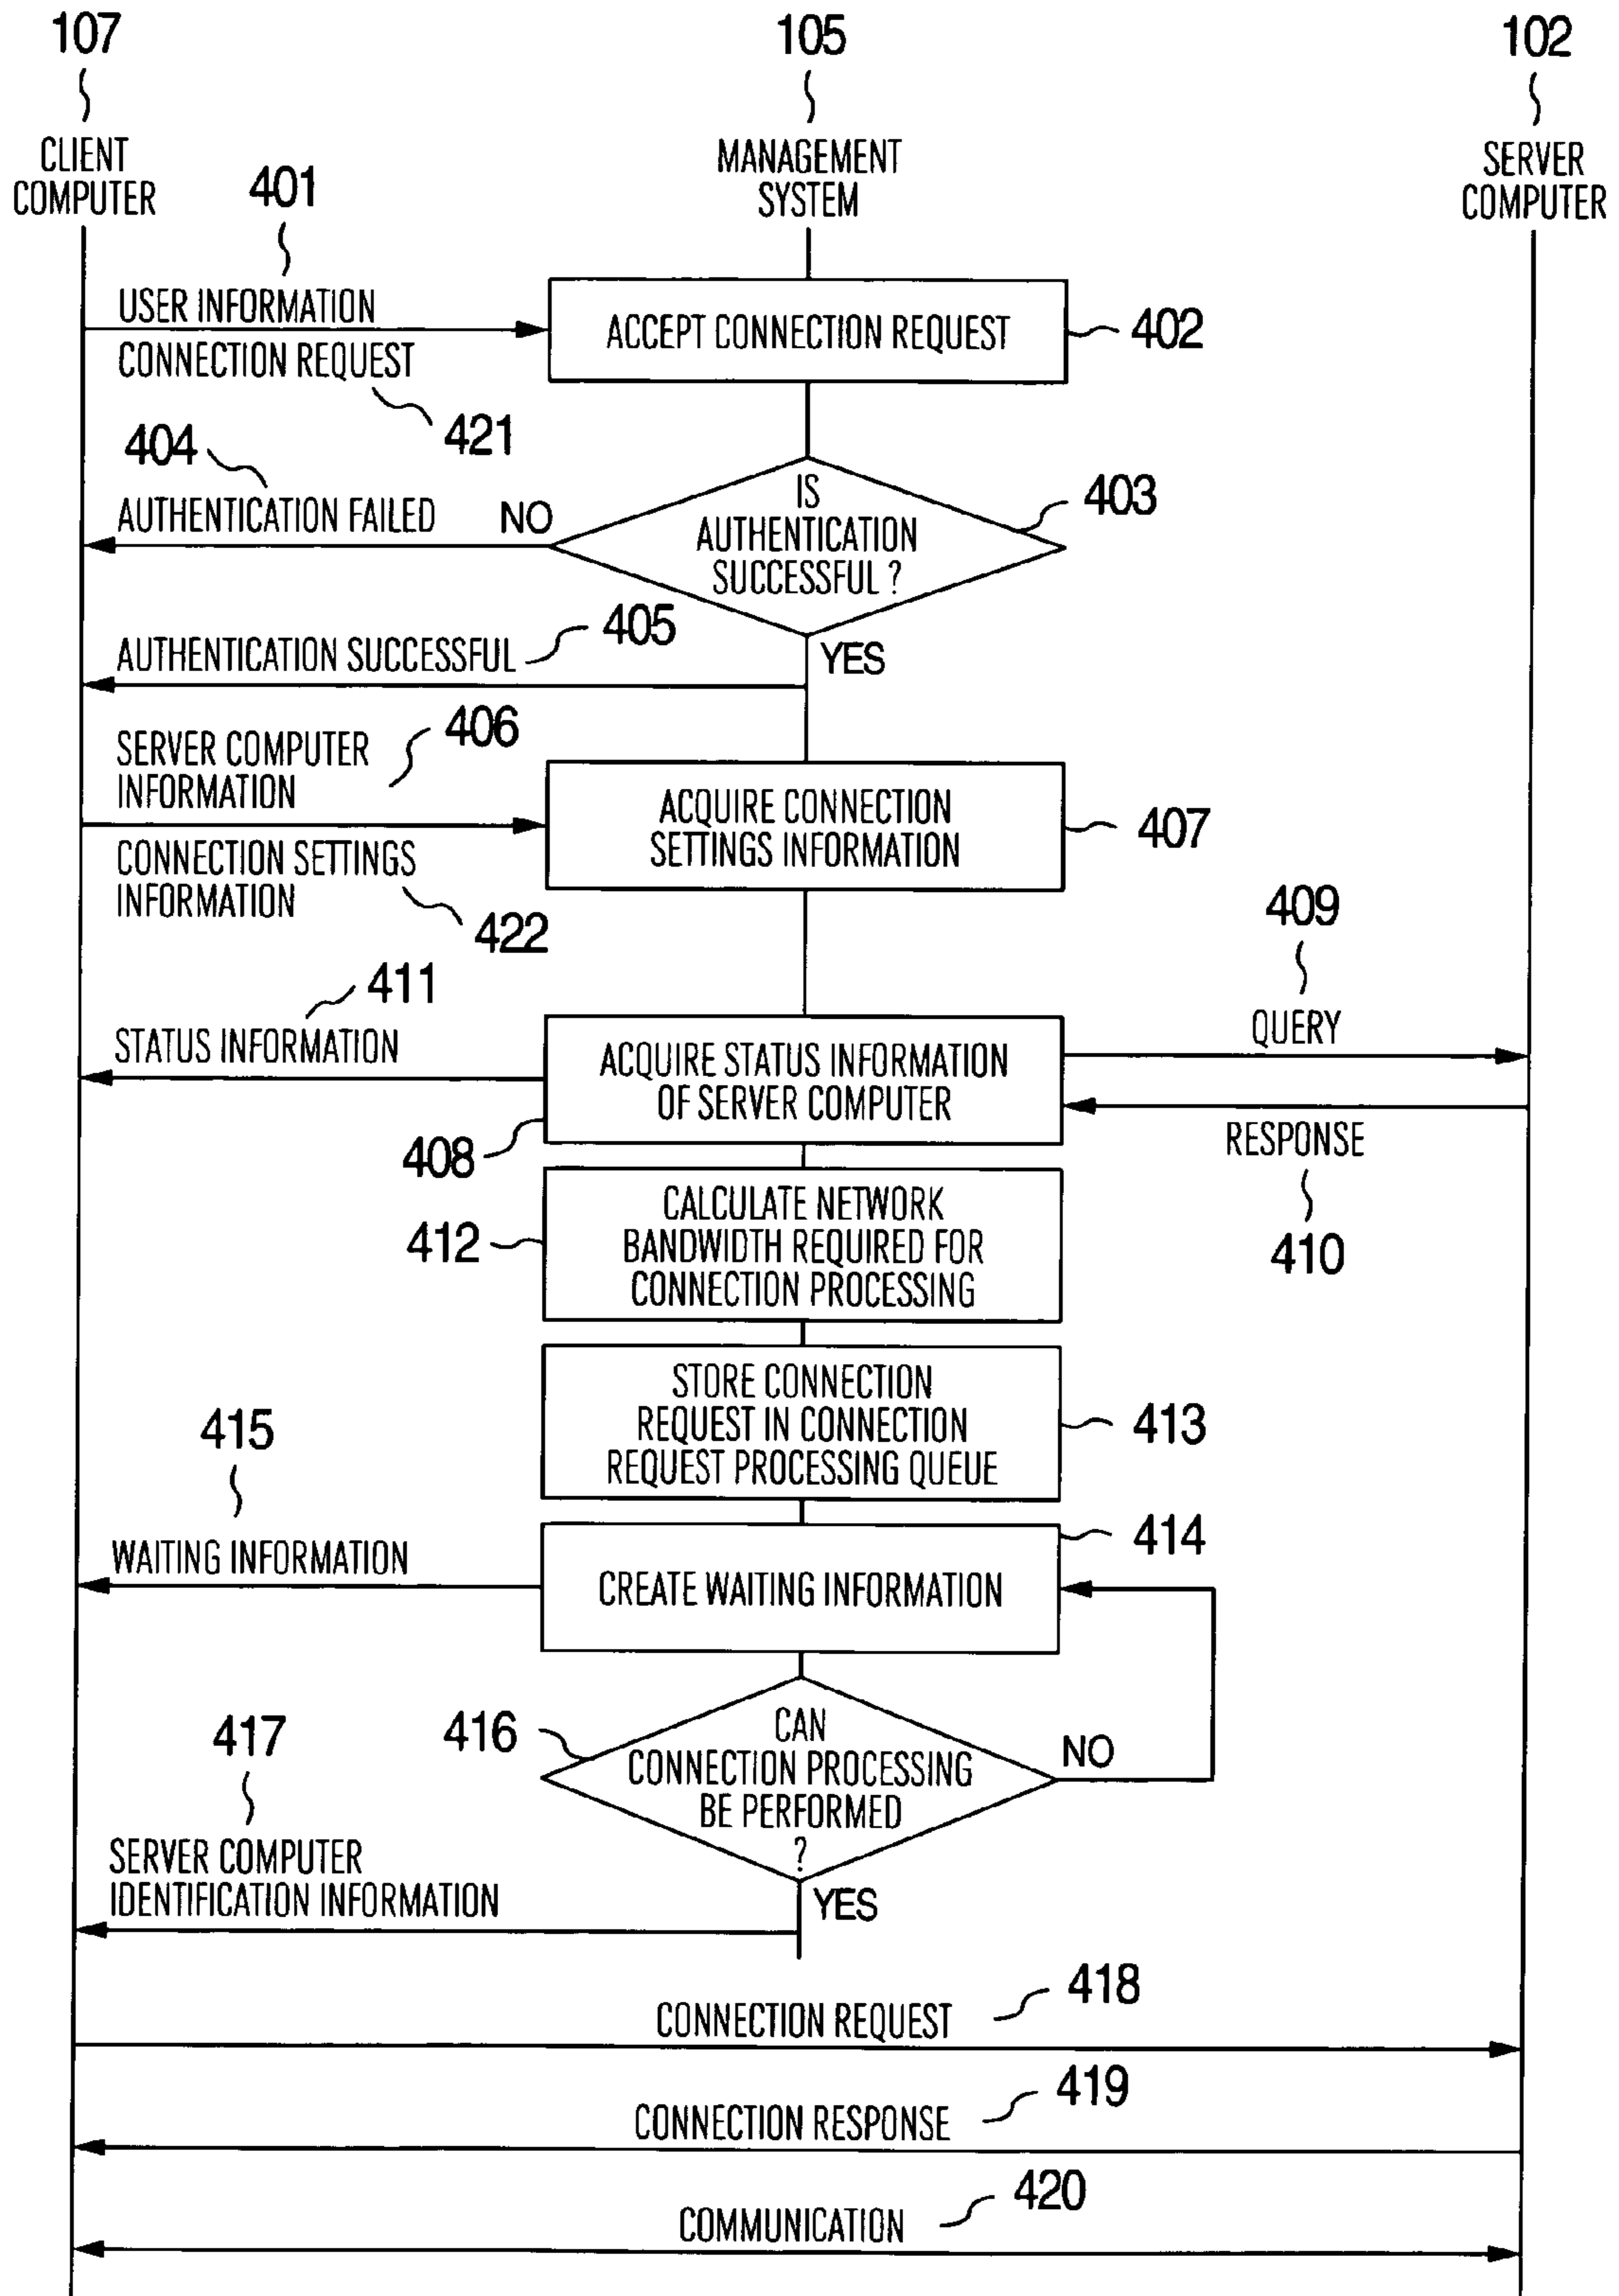 107
105
102
CLIENT
COMPUTER
MANAGEMENT
SYSTEM
SERVER
COMPUTER
401
USER INFORMATION
CONNECTION REQUEST
421
ACCEPT CONNECTION REQUEST
402
404
AUTHENTICATION FAILED
NO
IS
AUTHENTICATION
SUCCESSFUL ?
403
405
AUTHENTICATION SUCCESSFUL
YES
406
SERVER COMPUTER
INFORMATION
CONNECTION SETTINGS
INFORMATION
422
ACQUIRE CONNECTION
SETTINGS INFORMATION
407
409
QUERY
411
STATUS INFORMATION
ACQUIRE STATUS INFORMATION
OF SERVER COMPUTER
408
RESPONSE
410
CALCULATE NETWORK
BANDWIDTH REQUIRED FOR
CONNECTION PROCESSING
412
STORE CONNECTION
REQUEST IN CONNECTION
REQUEST PROCESSING QUEUE
413
415
WAITING INFORMATION
CREATE WAITING INFORMATION
414
416
CAN
CONNECTION PROCESSING
BE PERFORMED
?
NO
YES
417
SERVER COMPUTER
IDENTIFICATION INFORMATION
CONNECTION REQUEST
418
CONNECTION RESPONSE
419
COMMUNICATION
420